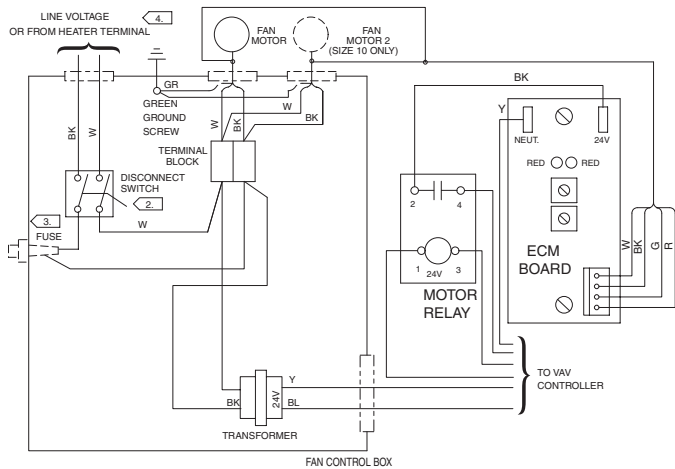 LINE VOLTAGE
OR FROM HEATER TERMINAL
4.
FAN
MOTOR
FAN
MOTOR 2
(SIZE 10 ONLY)
GR
GREEN
GROUND
SCREW
W
BK
BK
W
W
BK
TERMINAL
BLOCK
DISCONNECT
SWITCH
2.
W
3.
FUSE
BK
Y
NEUT.
24V
RED
RED
2
4
1
24V
3
MOTOR
RELAY
ECM
BOARD
W
BK
G
R
TO VAV
CONTROLLER
BK
24V
Y
BL
TRANSFORMER
FAN CONTROL BOX